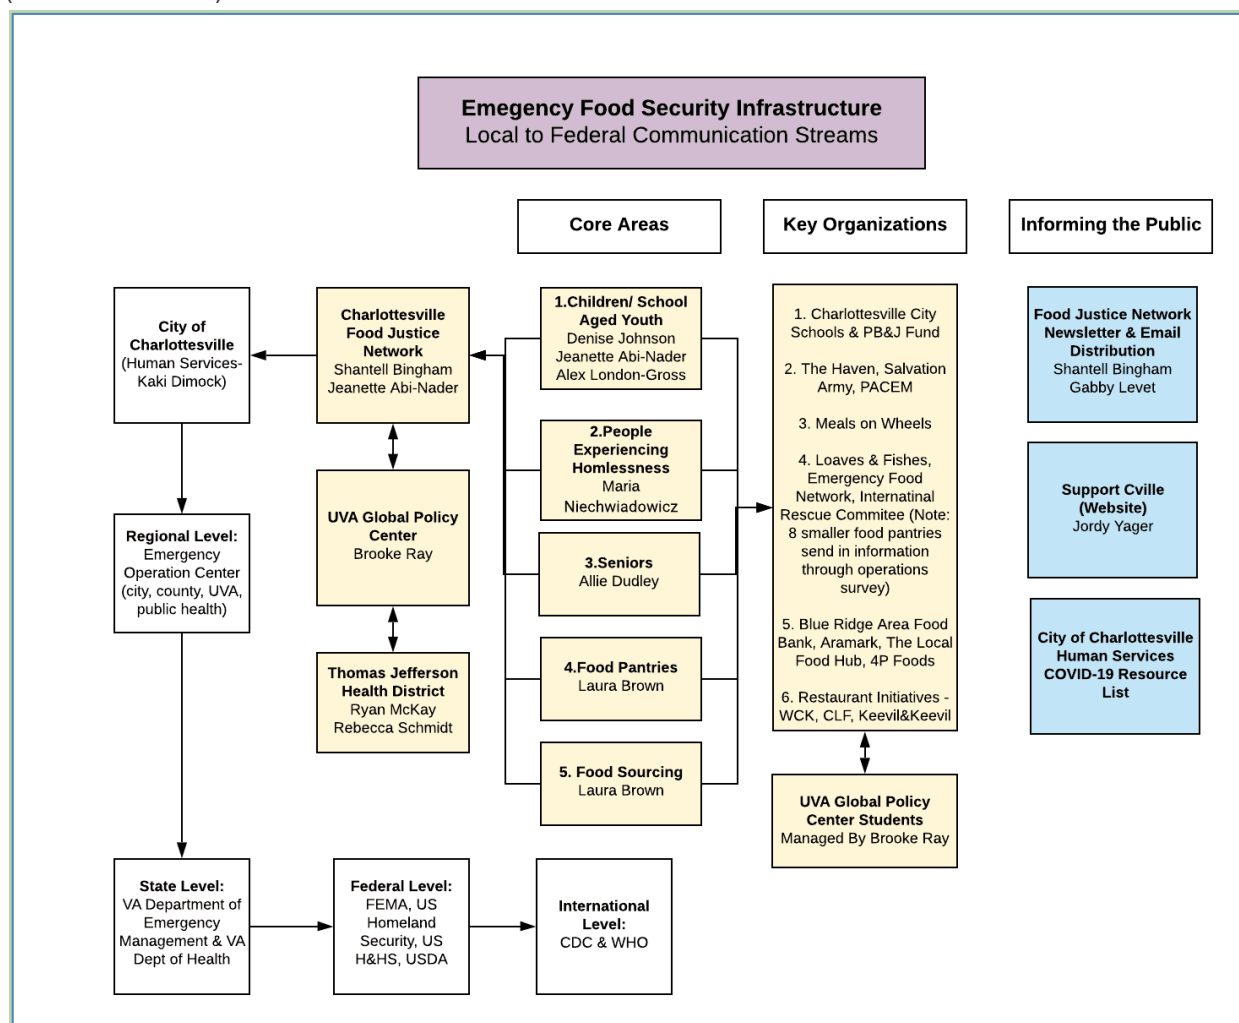 Emegency Food Security Infrastructure
Local to Federal Communication Streams
Core Areas
Key Organizations
Informing the Public
City of
Charlottesville
(Human Services-
Kaki Dimock)
Charlottesville
Food Justice
Network
Shantell Bingham
Jeanette Abi-Nader
1.Children/ School
Aged Youth
Denise Johnson
Jeanette Abi-Nader
Alex London-Gross
1. Charlottesville City
Schools & PB&J Fund
2. The Haven, Salvation
Army, PACEM
3. Meals on Wheels
4. Loaves & Fishes,
Emergency Food
Network, Internatinal
Rescue Commitee (Note:
8 smaller food pantries
send in information
through operations
survey)
5. Blue Ridge Area Food
Bank, Aramark, The Local
Food Hub, 4P Foods
6. Restaurant Initiatives -
WCK, CLF, Keevil&Keevil
Food Justice Network
Newsletter & Email
Distribution
Shantell Bingham
Gabby Levet
2.People
Experiencing
Homlessness
Maria
Niechwiadowicz
Support Cville
(Website)
Jordy Yager
UVA Global Policy
Center
Brooke Ray
Regional Level:
Emergency
Operation Center
(city, county, UVA,
public health)
3.Seniors
Allie Dudley
City of Charlottesville
Human Services
COVID-19 Resource
List
Thomas Jefferson
Health District
Ryan McKay
Rebecca Schmidt
4.Food Pantries
Laura Brown
5. Food Sourcing
Laura Brown
UVA Global Policy
Center Students
Managed By Brooke Ray
State Level:
VA Department of
Emergency
Management & VA
Dept of Health
Federal Level:
FEMA, US
Homeland
Security, US
H&HS, USDA
International
Level:
CDC & WHO